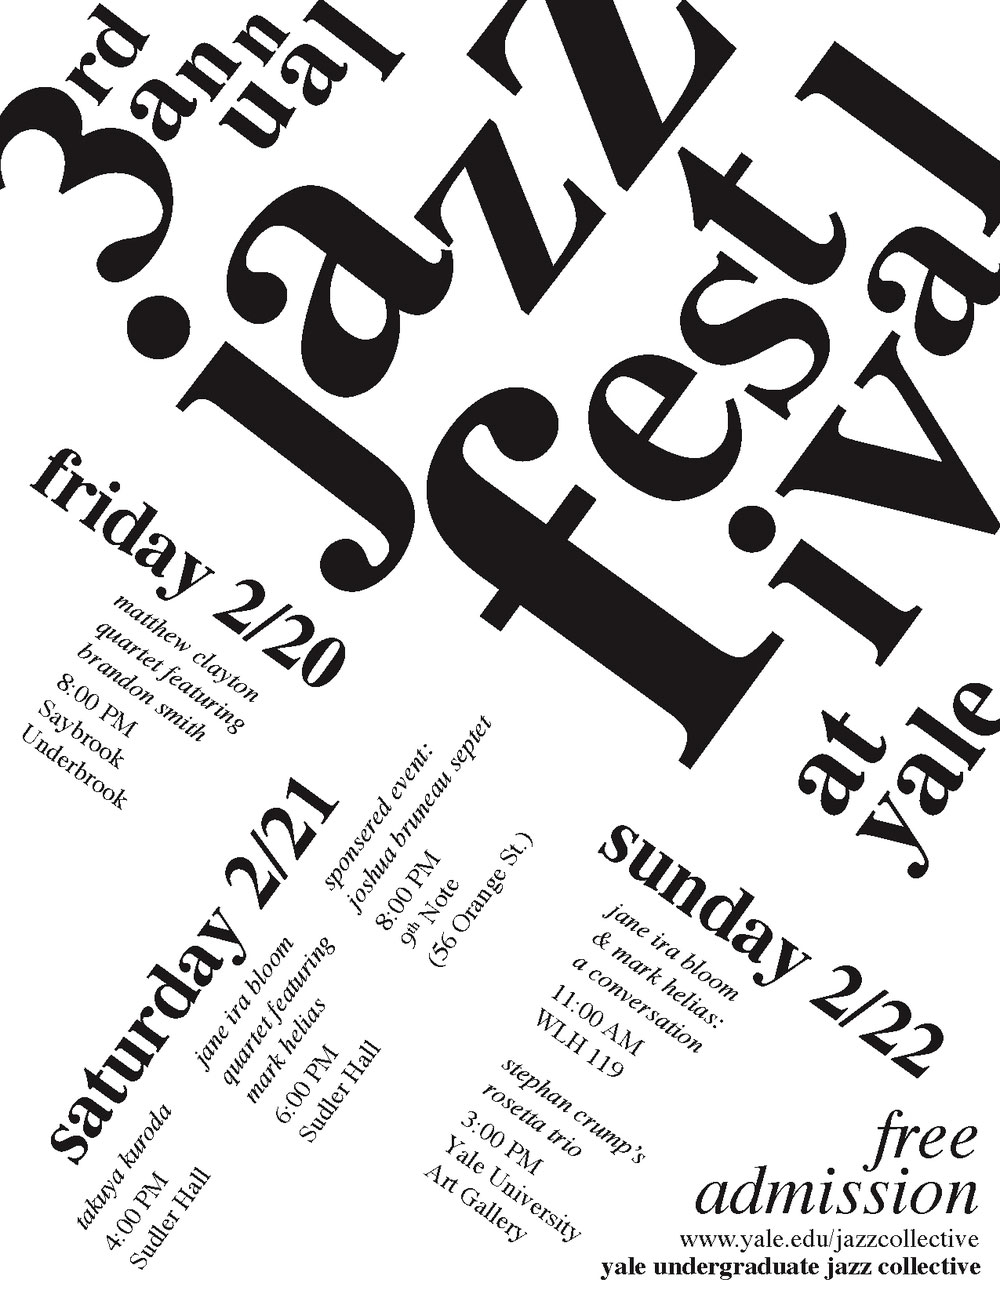 3rd
ann
ual
jazz
fest
ival
at
yale
friday 2/20
matthew clayton
quartet featuring
brandon smith
8:00 PM
Saybrook
Underbrook
saturday 2/21
takuya kuroda
4:00 PM
Sudler Hall
jane ira bloom
quartet featuring
mark helias
6:00 PM
Sudler Hall
sponsered event:
joshua bruneau septet
8:00 PM
9th Note
(56 Orange St.)
sunday 2/22
jane ira bloom
& mark helias:
a conversation
11:00 AM
WLH 119
stephan crump's
rosetta trio
3:00 PM
Yale University
Art Gallery
free
admission
www.yale.edu/jazzcollective
yale undergraduate jazz collective